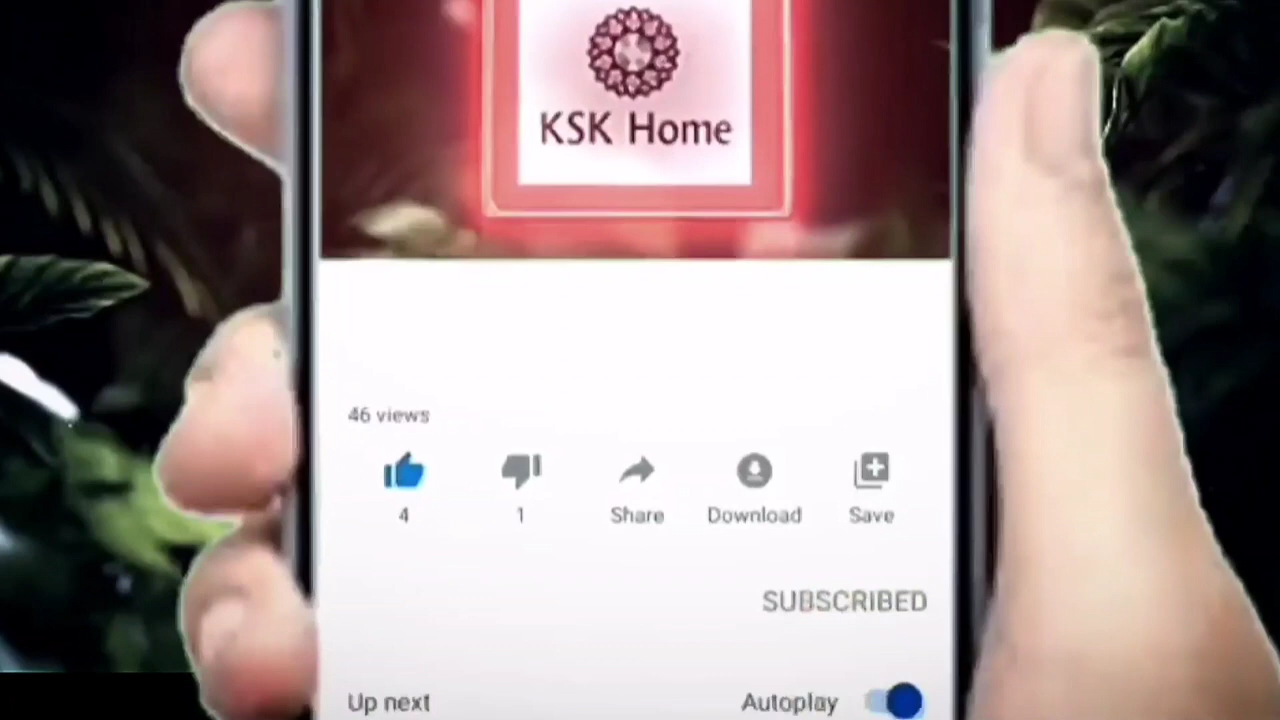 KSK Home
46 views
4
1
Share
Download
Save
SUBSCRIBED
Up next
Autoplay